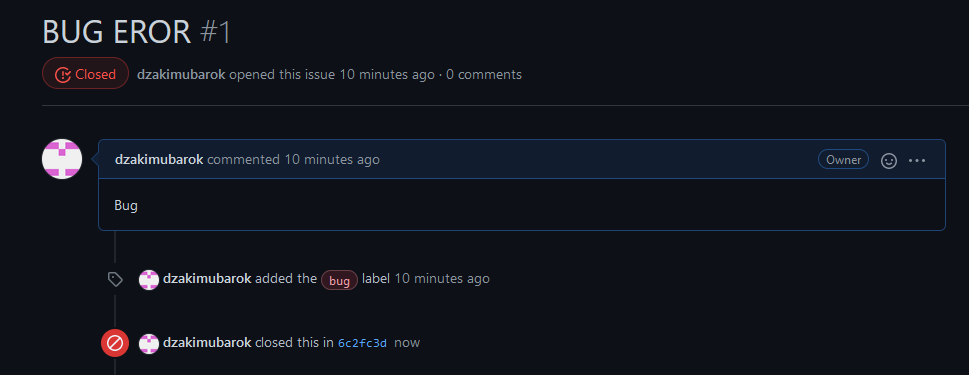 BUG EROR #1
Closed dzakimubarok opened this issue 10 minutes ago · 0 comments
dzakimubarok commented 10 minutes ago Owner
Bug
dzakimubarok added the bug label 10 minutes ago
dzakimubarok closed this in 6c2fc3d now